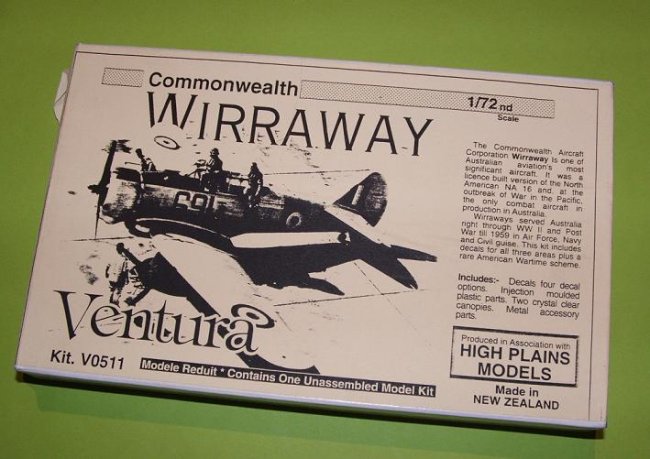 Commonwealth
1/72nd
Scale
WIRRAWAY
The Commonwealth Aircraft
Corporation Wirraway is one of
Australian aviation's most
significant aircraft. It was a
licence built version of the North
American NA 16 and, at the
outbreak of War in the Pacific,
the only combat aircraft in
production in Australia.
Wirraways served Australia
right through WW II and Post
War till 1959 in Air Force, Navy
and Civil guise. This kit includes
decals for all three areas plus a
rare American Wartime scheme.
Includes:- Decals four decal
options. Injection moulded
plastic parts. Two crystal clear
canopies. Metal accessory
parts.
Ventura
Kit. V0511
Modele Reduit * Contains One Unassembled Model Kit
Produced in Association with
HIGH PLAINS
MODELS
Made in
NEW ZEALAND